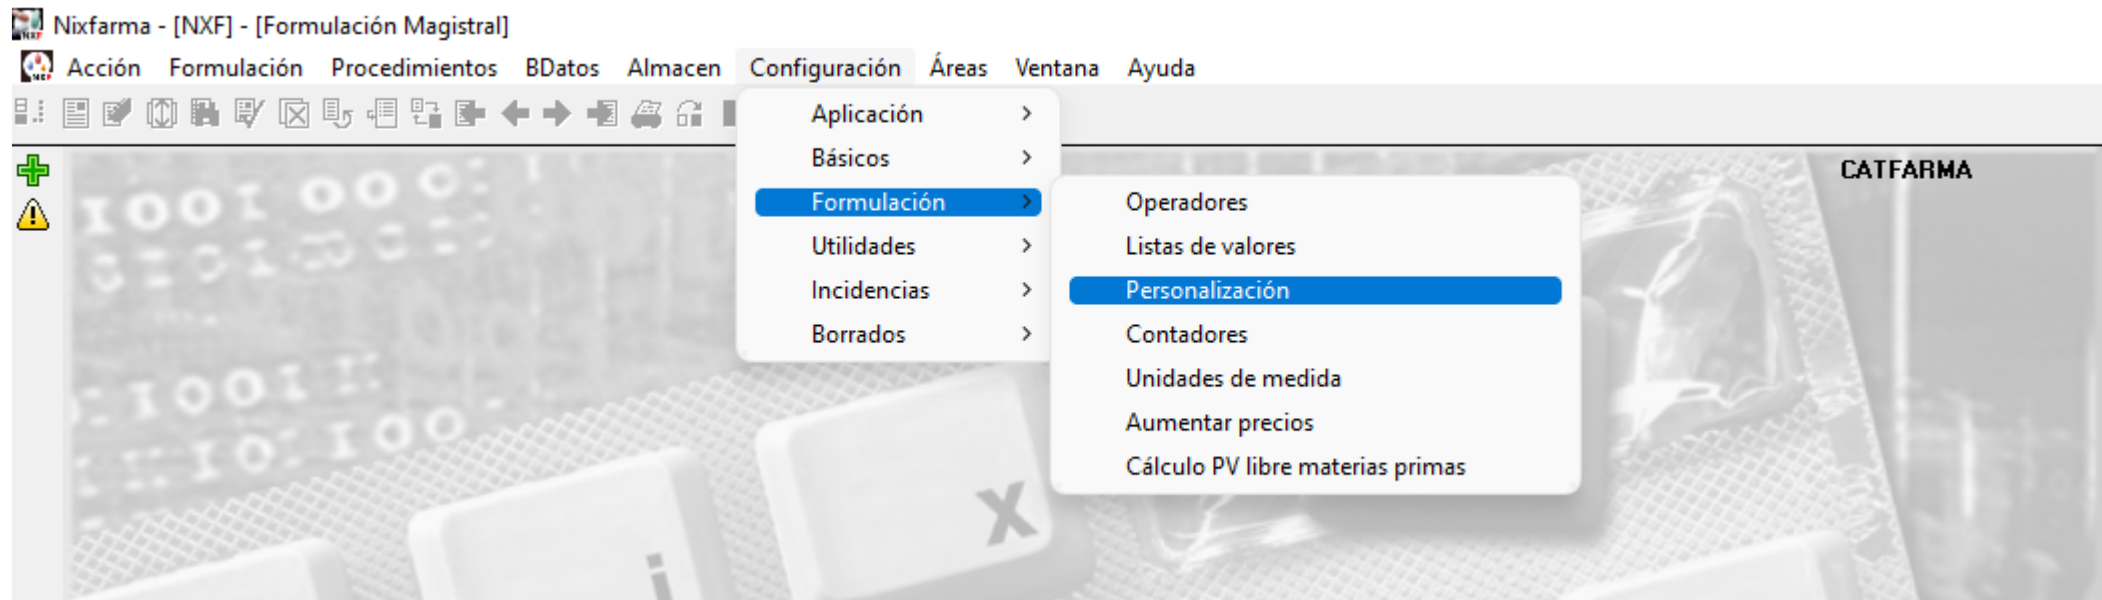 Nixfarma - [NXF] - [Formulación Magistral]
Acción Formulación Procedimientos BDatos Almacen Configuración Áreas Ventana Ayuda
Aplicación
Básicos
Formulación
Utilidades
Incidencias
Borrados
Operadores
Listas de valores
Personalización
Contadores
Unidades de medida
Aumentar precios
Cálculo PV libre materias primas
CATFARMA
i
X